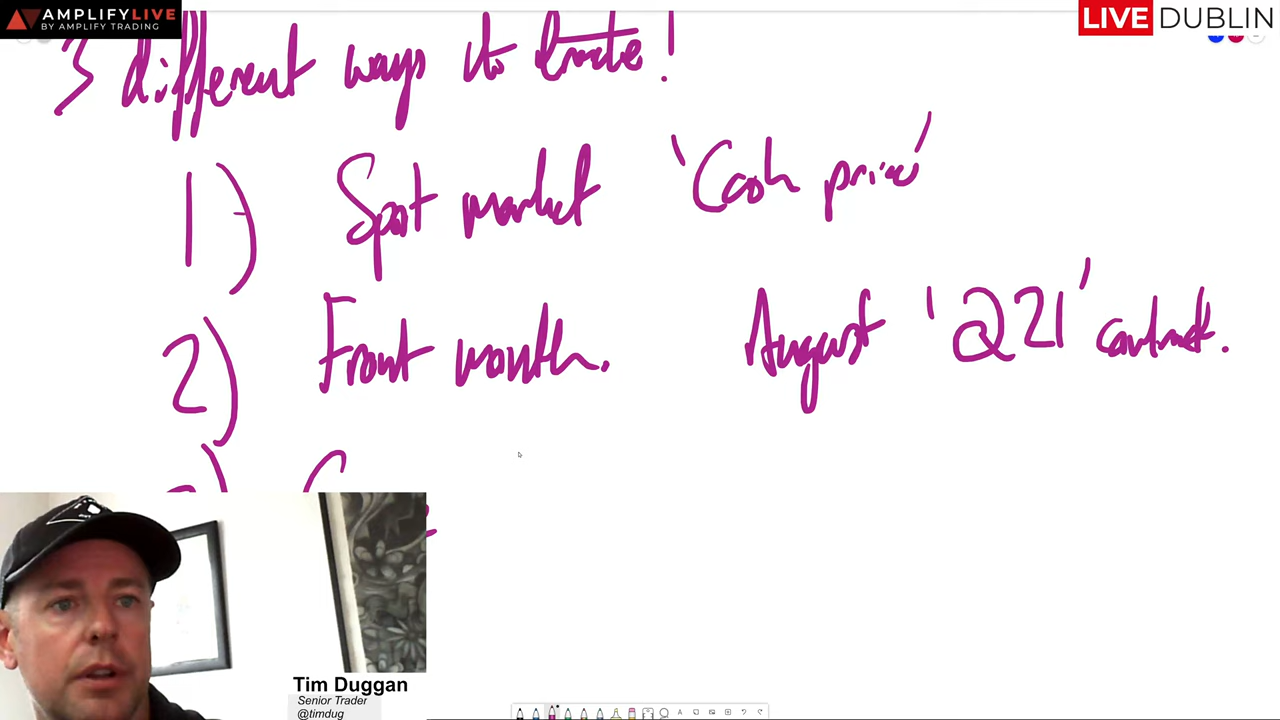 AMPLIFYLIVE
BY AMPLIFY TRADING
LIVE DUBLIN
3 different ways to trade!
1) Spot market 'Cash price'
2) Front month. August 'Q21' contract.
Tim Duggan
Senior Trader
@timdug